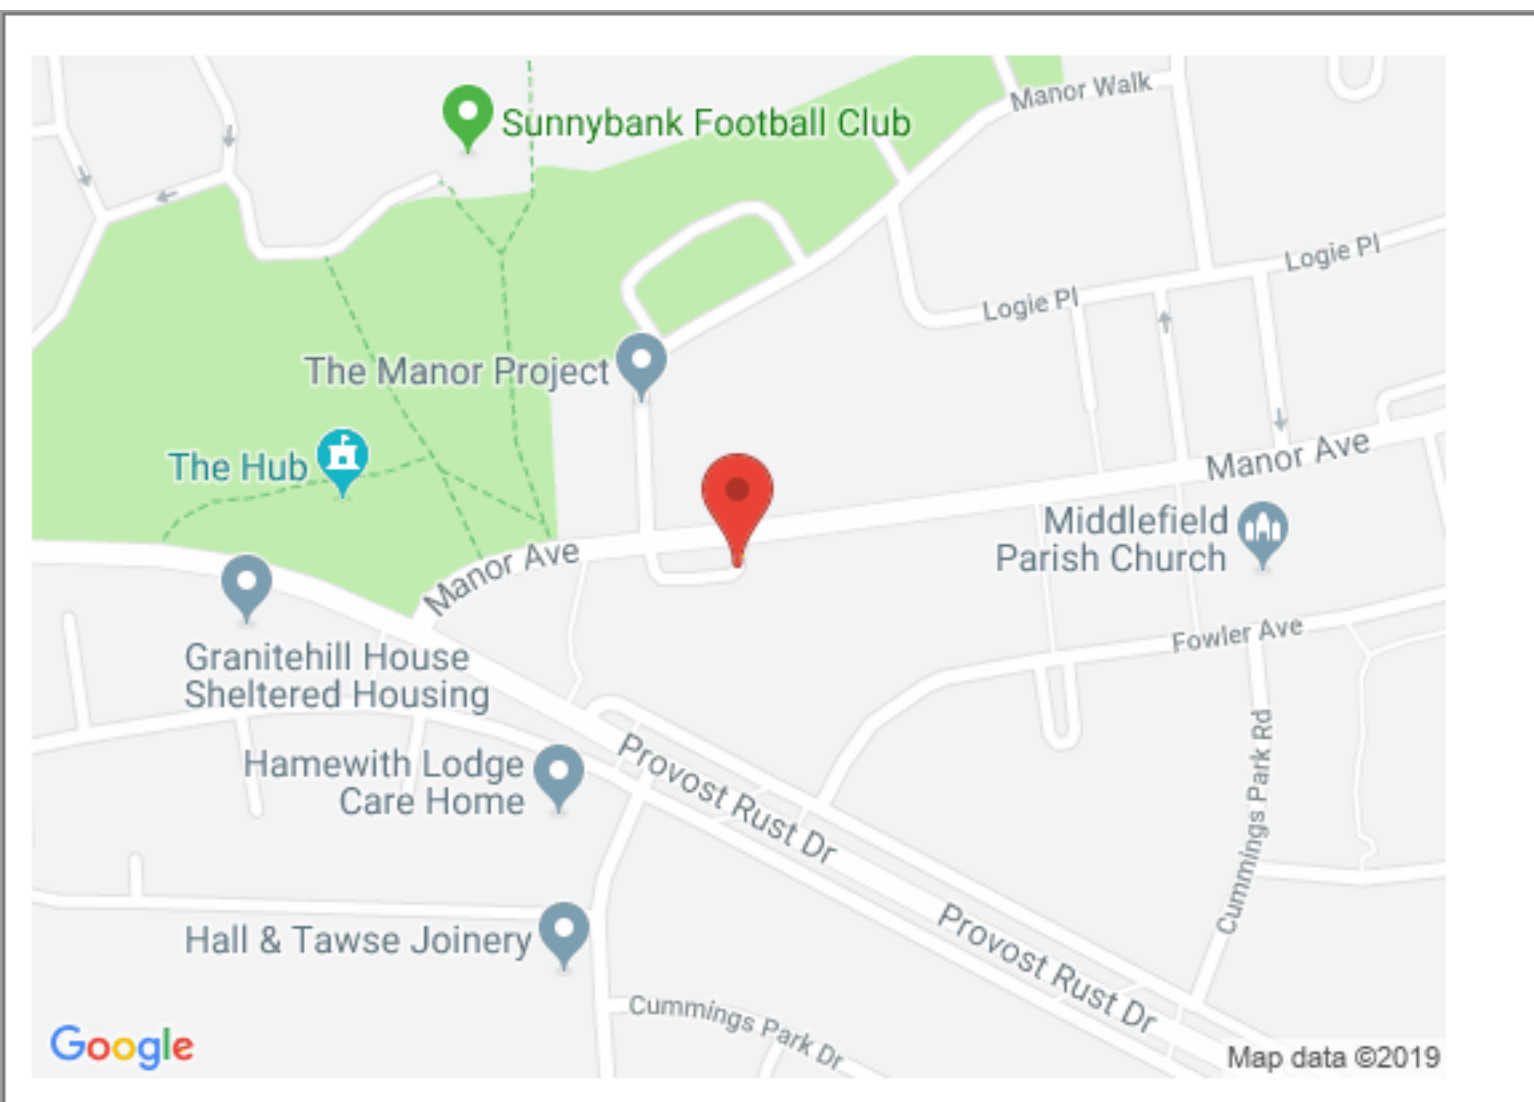 Manor Walk
Sunnybank Football Club
Logie Pl
Logie Pl
The Manor Project
The Hub
Manor Ave
Middlefield
Parish Church
Manor Ave
Fowler Ave
Granitehill House
Sheltered Housing
Hamewith Lodge
Care Home
Provost Rust Dr
Cummings Park Rd
Hall & Tawse Joinery
Provost Rust Dr
Cummings Park Dr
Google
Map data ©2019